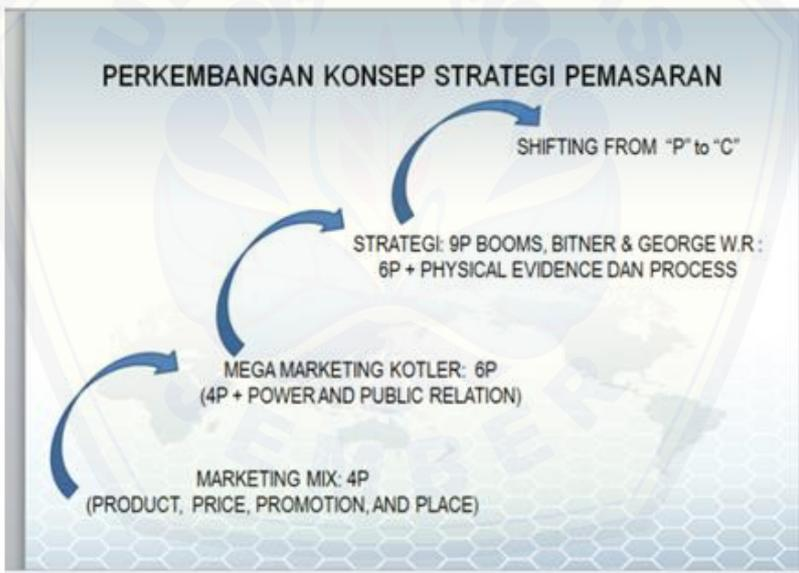 PERKEMBANGAN KONSEP STRATEGI PEMASARAN
SHIFTING FROM "P" to "C"
STRATEGI: 9P BOOMS, BITNER & GEORGE W.R :
6P + PHYSICAL EVIDENCE DAN PROCESS
MEGA MARKETING KOTLER: 6P
(4P + POWER AND PUBLIC RELATION)
MARKETING MIX: 4P
(PRODUCT, PRICE, PROMOTION, AND PLACE)